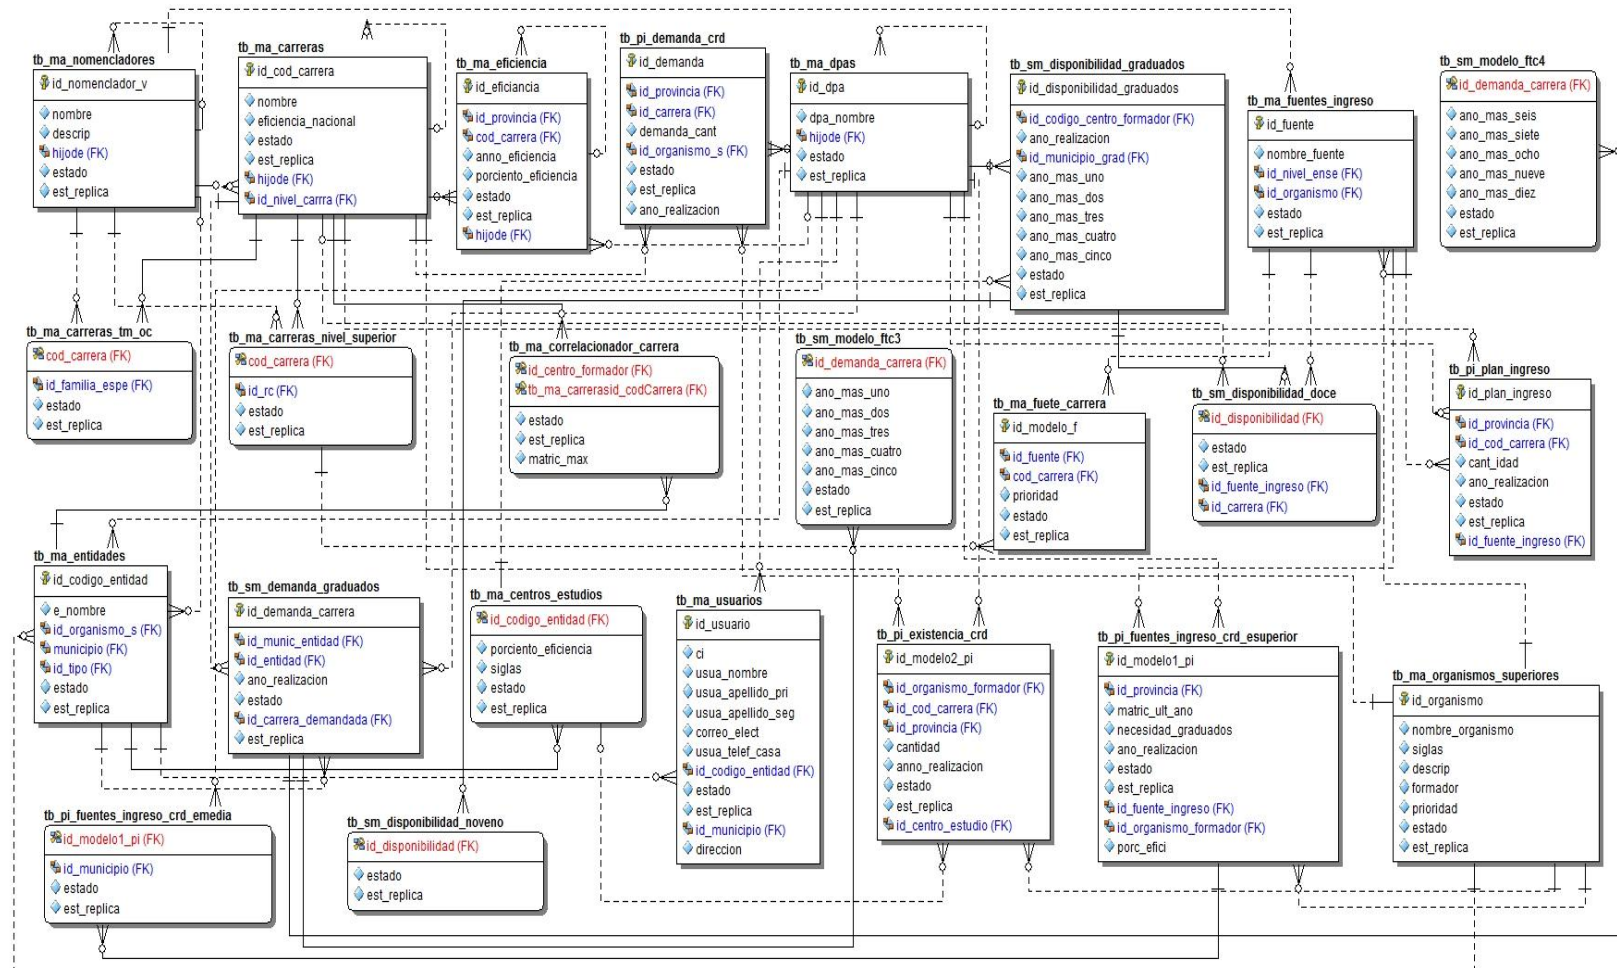 tb_ma_nomencladores
id_nomenclador_v
nombre
descrip
hijode (FK)
estado
est_replica
tb_ma_carreras
id_cod_carrera
nombre
eficiencia_nacional
estado
est_replica
hijode (FK)
id_nivel_carrra (FK)
tb_ma_eficiencia
id_eficiancia
id_provincia (FK)
cod_carrera (FK)
anno_eficiencia
porciento_eficiencia
estado
est_replica
hijode (FK)
tb_pi_demanda_crd
id_demanda
id_provincia (FK)
id_carrera (FK)
demanda_cant
id_organismo_s (FK)
estado
est_replica
ano_realizacion
tb_ma_dpas
id_dpa
dpa_nombre
hijode (FK)
estado
est_replica
tb_sm_disponibilidad_graduados
id_disponibilidad_graduados
id_codigo_centro_formador (FK)
ano_realizacion
id_municipio_grad (FK)
ano_mas_uno
ano_mas_dos
ano_mas_tres
ano_mas_cuatro
ano_mas_cinco
estado
est_replica
tb_ma_fuentes_ingreso
id_fuente
nombre_fuente
id_nivel_ense (FK)
id_organismo (FK)
estado
est_replica
tb_sm_modelo_ftc4
id_demanda_carrera (FK)
ano_mas_seis
ano_mas_siete
ano_mas_ocho
ano_mas_nueve
ano_mas_diez
estado
est_replica
tb_ma_carreras_tm_oc
cod_carrera (FK)
id_familia_espe (FK)
estado
est_replica
tb_ma_carreras_nivel_superior
cod_carrera (FK)
id_rc (FK)
estado
est_replica
tb_ma_correlacionador_carrera
id_centro_formador (FK)
tb_ma_carrerasid_codCarrera (FK)
estado
est_replica
matric_max
tb_sm_modelo_ftc3
id_demanda_carrera (FK)
ano_mas_uno
ano_mas_dos
ano_mas_tres
ano_mas_cuatro
ano_mas_cinco
estado
est_replica
tb_ma_fuete_carrera
id_modelo_f
id_fuente (FK)
cod_carrera (FK)
prioridad
estado
est_replica
tb_sm_disponibilidad_doce
id_disponibilidad (FK)
estado
est_replica
id_fuente_ingreso (FK)
id_carrera (FK)
tb_pi_plan_ingreso
id_plan_ingreso
id_provincia (FK)
id_cod_carrera (FK)
cant_idad
ano_realizacion
estado
est_replica
id_fuente_ingreso (FK)
tb_ma_entidades
id_codigo_entidad
e_nombre
id_organismo_s (FK)
municipio (FK)
id_tipo (FK)
estado
est_replica
tb_sm_demanda_graduados
id_demanda_carrera
id_munic_entidad (FK)
id_entidad (FK)
ano_realizacion
estado
id_carrera_demandada (FK)
est_replica
tb_ma_centros_estudios
id_codigo_entidad (FK)
porciento_eficiencia
siglas
estado
est_replica
tb_ma_usuarios
id_usuario
ci
usua_nombre
usua_apellido_pri
usua_apellido_seg
correo_elect
usua_telef_casa
id_codigo_entidad (FK)
estado
est_replica
id_municipio (FK)
direccion
tb_pi_existencia_crd
id_modelo2_pi
id_organismo_formador (FK)
id_cod_carrera (FK)
id_provincia (FK)
cantidad
anno_realizacion
estado
est_replica
id_centro_estudio (FK)
tb_pi_fuentes_ingreso_crd_esuperior
id_modelo1_pi
id_provincia (FK)
matric_ult_ano
necesidad_graduados
ano_realizacion
estado
est_replica
id_fuente_ingreso (FK)
id_organismo_formador (FK)
porc_efici
tb_ma_organismos_superiores
id_organismo
nombre_organismo
siglas
descrip
formador
prioridad
estado
est_replica
tb_pi_fuentes_ingreso_crd_emedia
id_modelo1_pi (FK)
id_municipio (FK)
estado
est_replica
tb_sm_disponibilidad_noveno
id_disponibilidad (FK)
estado
est_replica